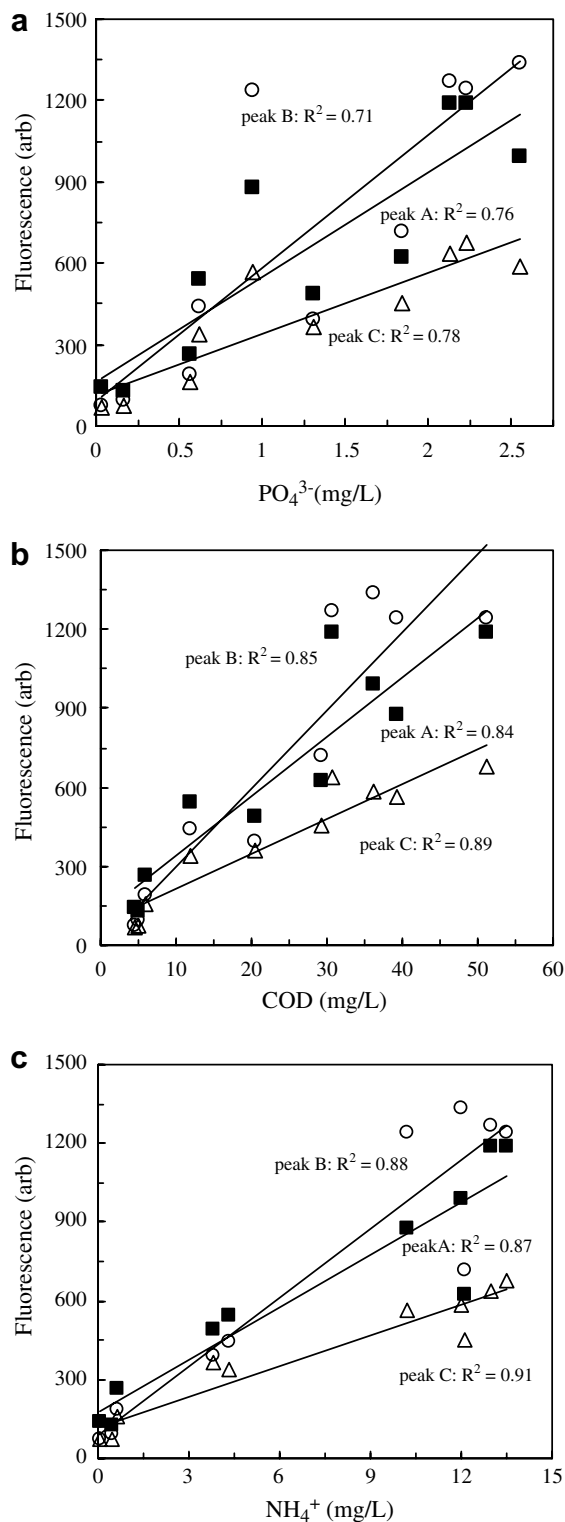 a
1500
1200
900
600
300
0
Fluorescence (arb)
peak B: R² = 0.71
peak A: R² = 0.76
peak C: R² = 0.78
0 0.5 1 1.5 2 2.5
PO₄³⁻(mg/L)
b
1500
1200
900
600
300
0
Fluorescence (arb)
peak B: R² = 0.85
peak A: R² = 0.84
peak C: R² = 0.89
0 10 20 30 40 50 60
COD (mg/L)
c
1500
1200
900
600
300
0
Fluorescence (arb)
peak B: R² = 0.88
peakA: R² = 0.87
peak C: R² = 0.91
0 3 6 9 12 15
NH₄⁺ (mg/L)